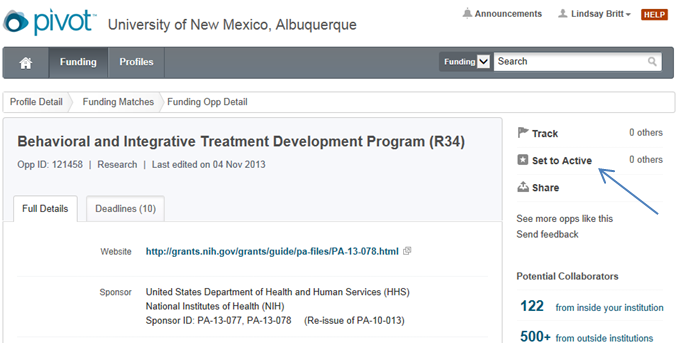 pivot™ University of New Mexico, Albuquerque
Announcements Lindsay Britt HELP
Funding Profiles Funding Search
Profile Detail Funding Matches Funding Opp Detail
Behavioral and Integrative Treatment Development Program (R34)
Opp ID: 121458 | Research | Last edited on 04 Nov 2013
Full Details Deadlines (10)
Website http://grants.nih.gov/grants/guide/pa-files/PA-13-078.html
Sponsor United States Department of Health and Human Services (HHS)
National Institutes of Health (NIH)
Sponsor ID: PA-13-077, PA-13-078 (Re-issue of PA-10-013)
Track 0 others
Set to Active 0 others
Share
See more opps like this
Send feedback
Potential Collaborators
122 from inside your institution
500+ from outside institutions